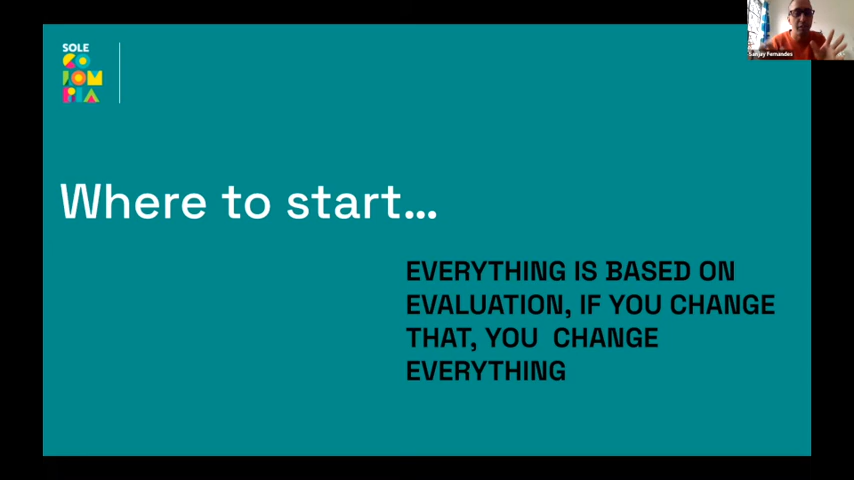 SOLE
CO
LOM
BIA
Sanjay Fernandes
Where to start...
EVERYTHING IS BASED ON
EVALUATION, IF YOU CHANGE
THAT, YOU  CHANGE
EVERYTHING